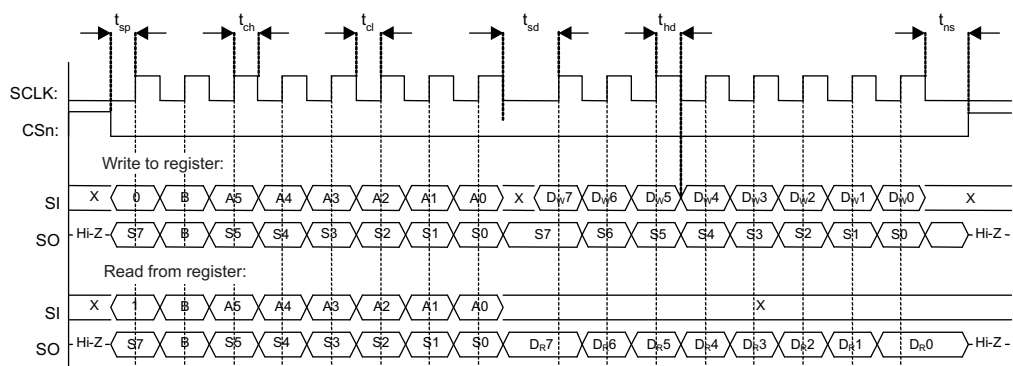 tsp tch tcl tsd thd tns
SCLK:
CSn:
Write to register:
SI X 0 B A5 A4 A3 A2 A1 A0 X DW7 DW6 DW5 DW4 DW3 DW2 DW1 DW0 X
SO Hi-Z S7 B S5 S4 S3 S2 S1 S0 S7 S6 S5 S4 S3 S2 S1 S0 Hi-Z
Read from register:
SI X 1 B A5 A4 A3 A2 A1 A0 X
SO Hi-Z S7 B S5 S4 S3 S2 S1 S0 DR7 DR6 DR5 DR4 DR3 DR2 DR1 DR0 Hi-Z